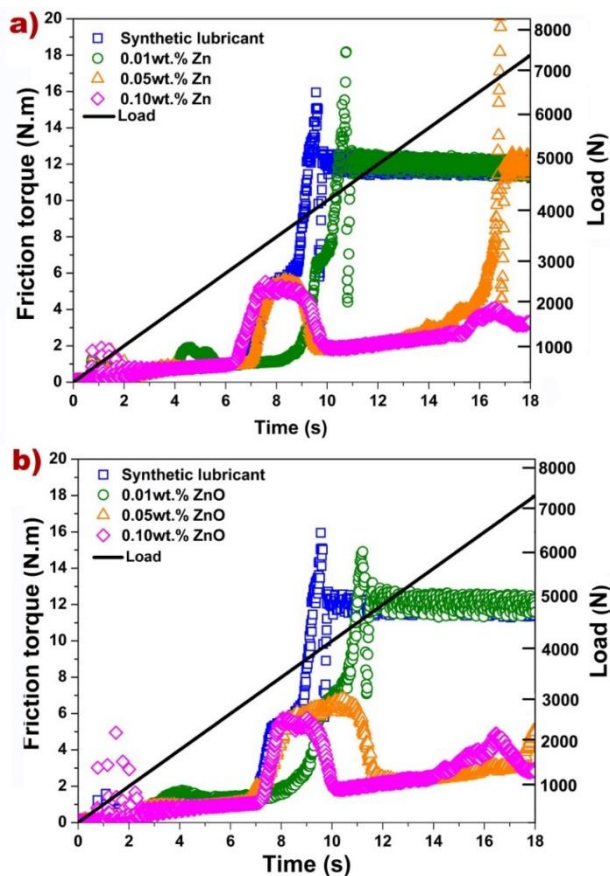 a)
20
18
16
14
12
10
8
6
4
2
0
Friction torque (N.m)
Synthetic lubricant
0.01wt.% Zn
0.05wt.% Zn
0.10wt.% Zn
Load
8000
7000
6000
5000
4000
3000
2000
1000
Load (N)
0 2 4 6 8 10 12 14 16 18
Time (s)
b)
20
18
16
14
12
10
8
6
4
2
0
Friction torque (N.m)
Synthetic lubricant
0.01wt.% ZnO
0.05wt.% ZnO
0.10wt.% ZnO
Load
8000
7000
6000
5000
4000
3000
2000
1000
Load (N)
0 2 4 6 8 10 12 14 16 18
Time (s)